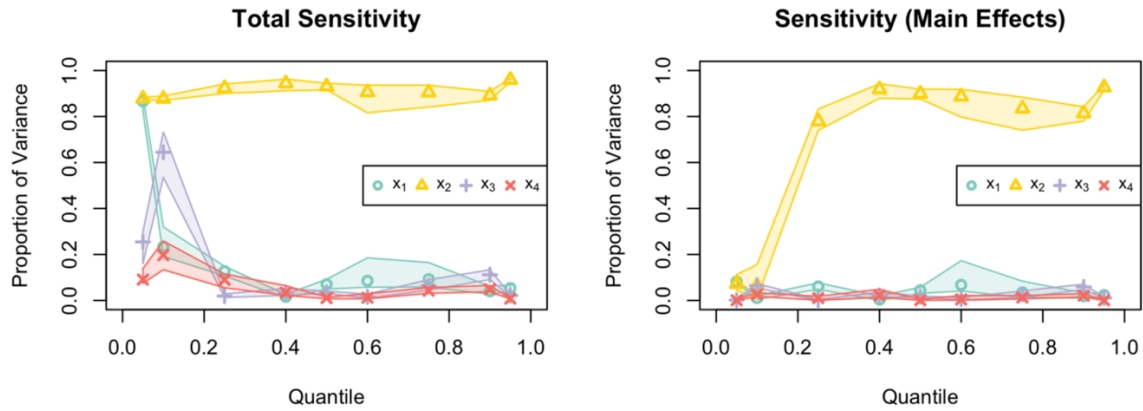 Total Sensitivity
Proportion of Variance
1.0
0.8
0.6
0.4
0.2
0.0
x1 x2 x3 x4
0.0 0.2 0.4 0.6 0.8 1.0
Quantile
Sensitivity (Main Effects)
Proportion of Variance
1.0
0.8
0.6
0.4
0.2
0.0
x1 x2 x3 x4
0.0 0.2 0.4 0.6 0.8 1.0
Quantile